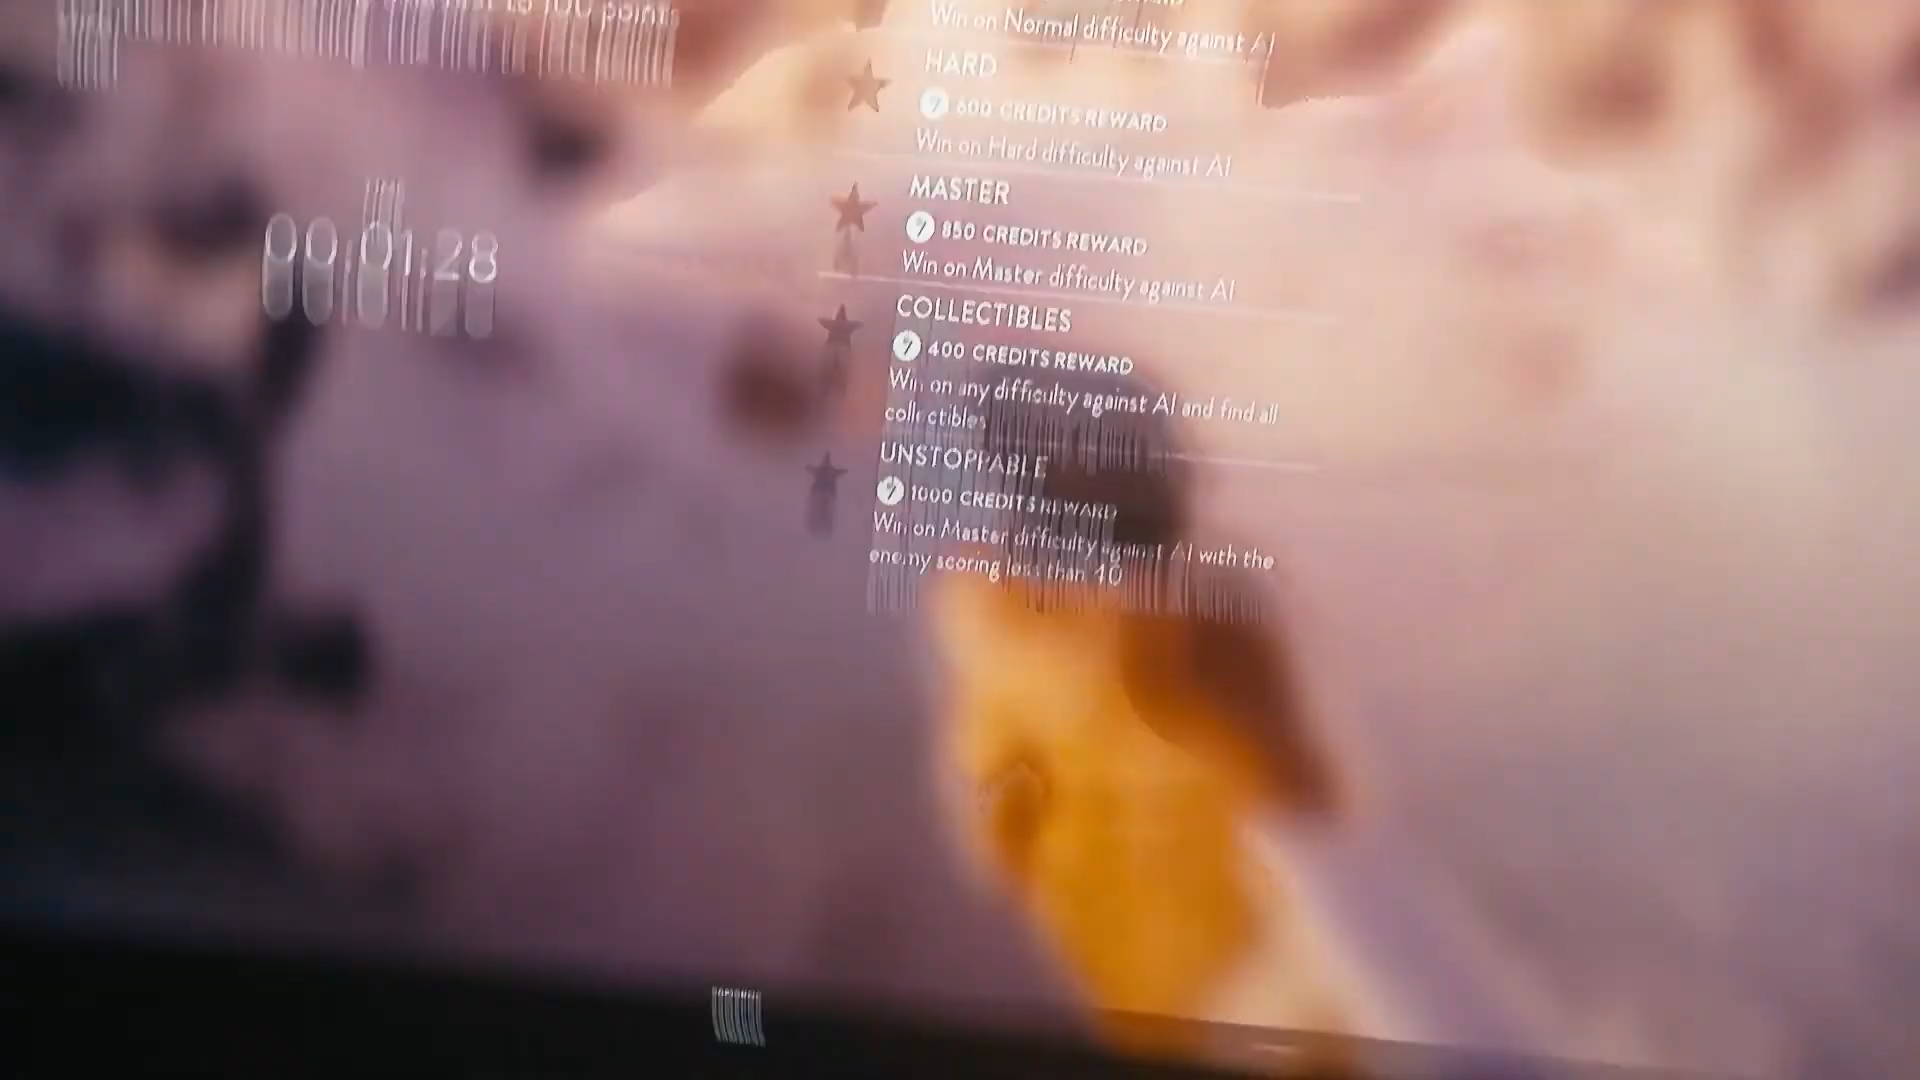 to 100 points
Win on Normal difficulty against AI
HARD
600 CREDITS REWARD
Win on Hard difficulty against AI
MASTER
850 CREDITS REWARD
Win on Master difficulty against AI
COLLECTIBLES
400 CREDITS REWARD
Win on any difficulty against AI and find all
collectibles
UNSTOPPABLE
1000 CREDITS REWARD
Win on Master difficulty against AI with the
enemy scoring less than 40
00:01:28